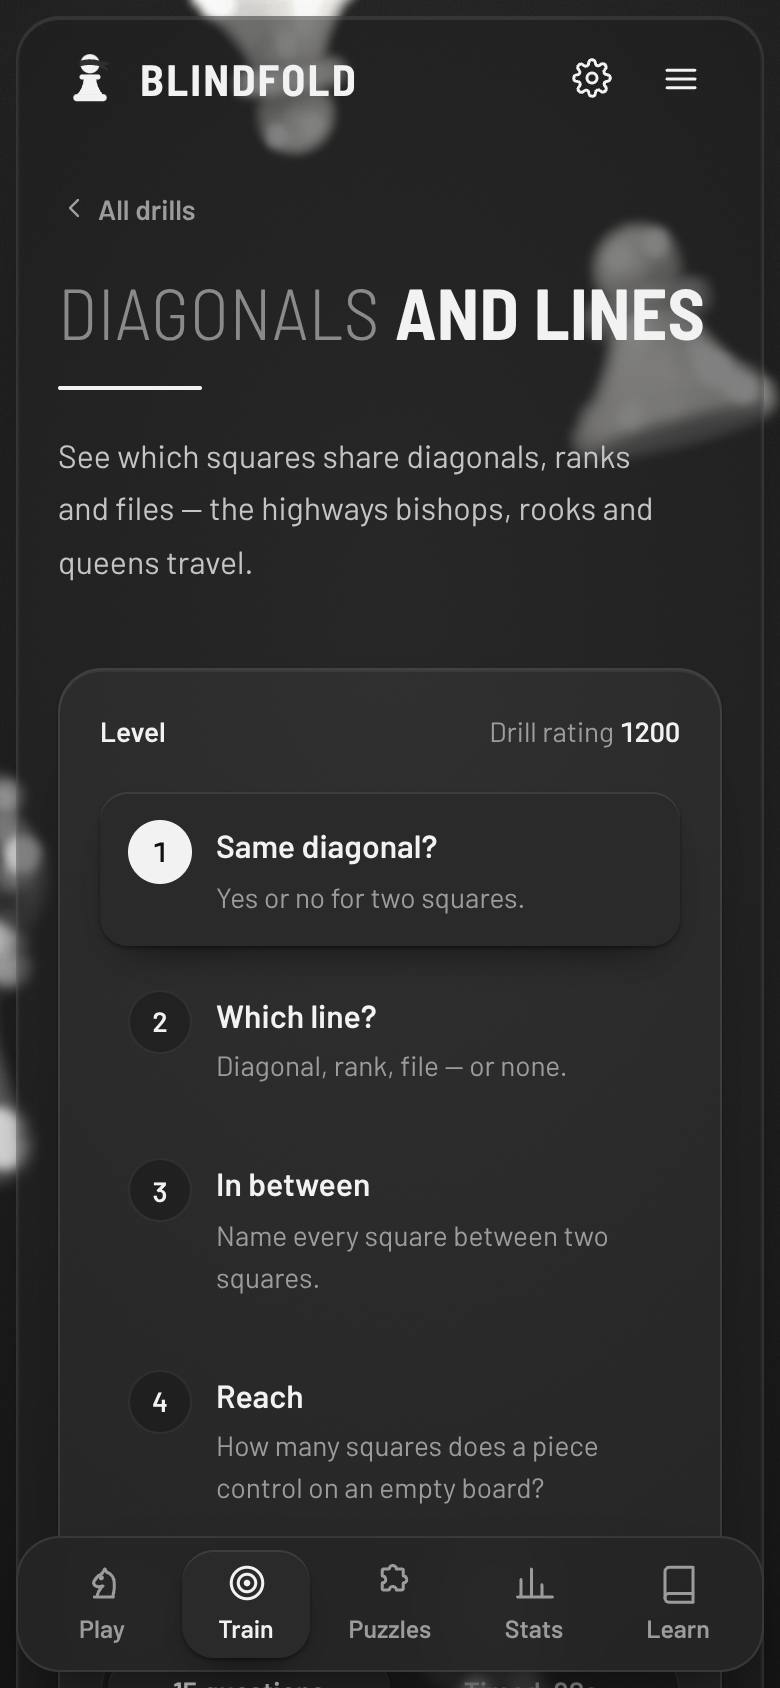 BLINDFOLD
All drills
DIAGONALS AND LINES
See which squares share diagonals, ranks
and files — the highways bishops, rooks and
queens travel.
Level
Drill rating 1200
1
Same diagonal?
Yes or no for two squares.
2
Which line?
Diagonal, rank, file — or none.
3
In between
Name every square between two
squares.
4
Reach
How many squares does a piece
control on an empty board?
Play
Train
Puzzles
Stats
Learn
15 questions